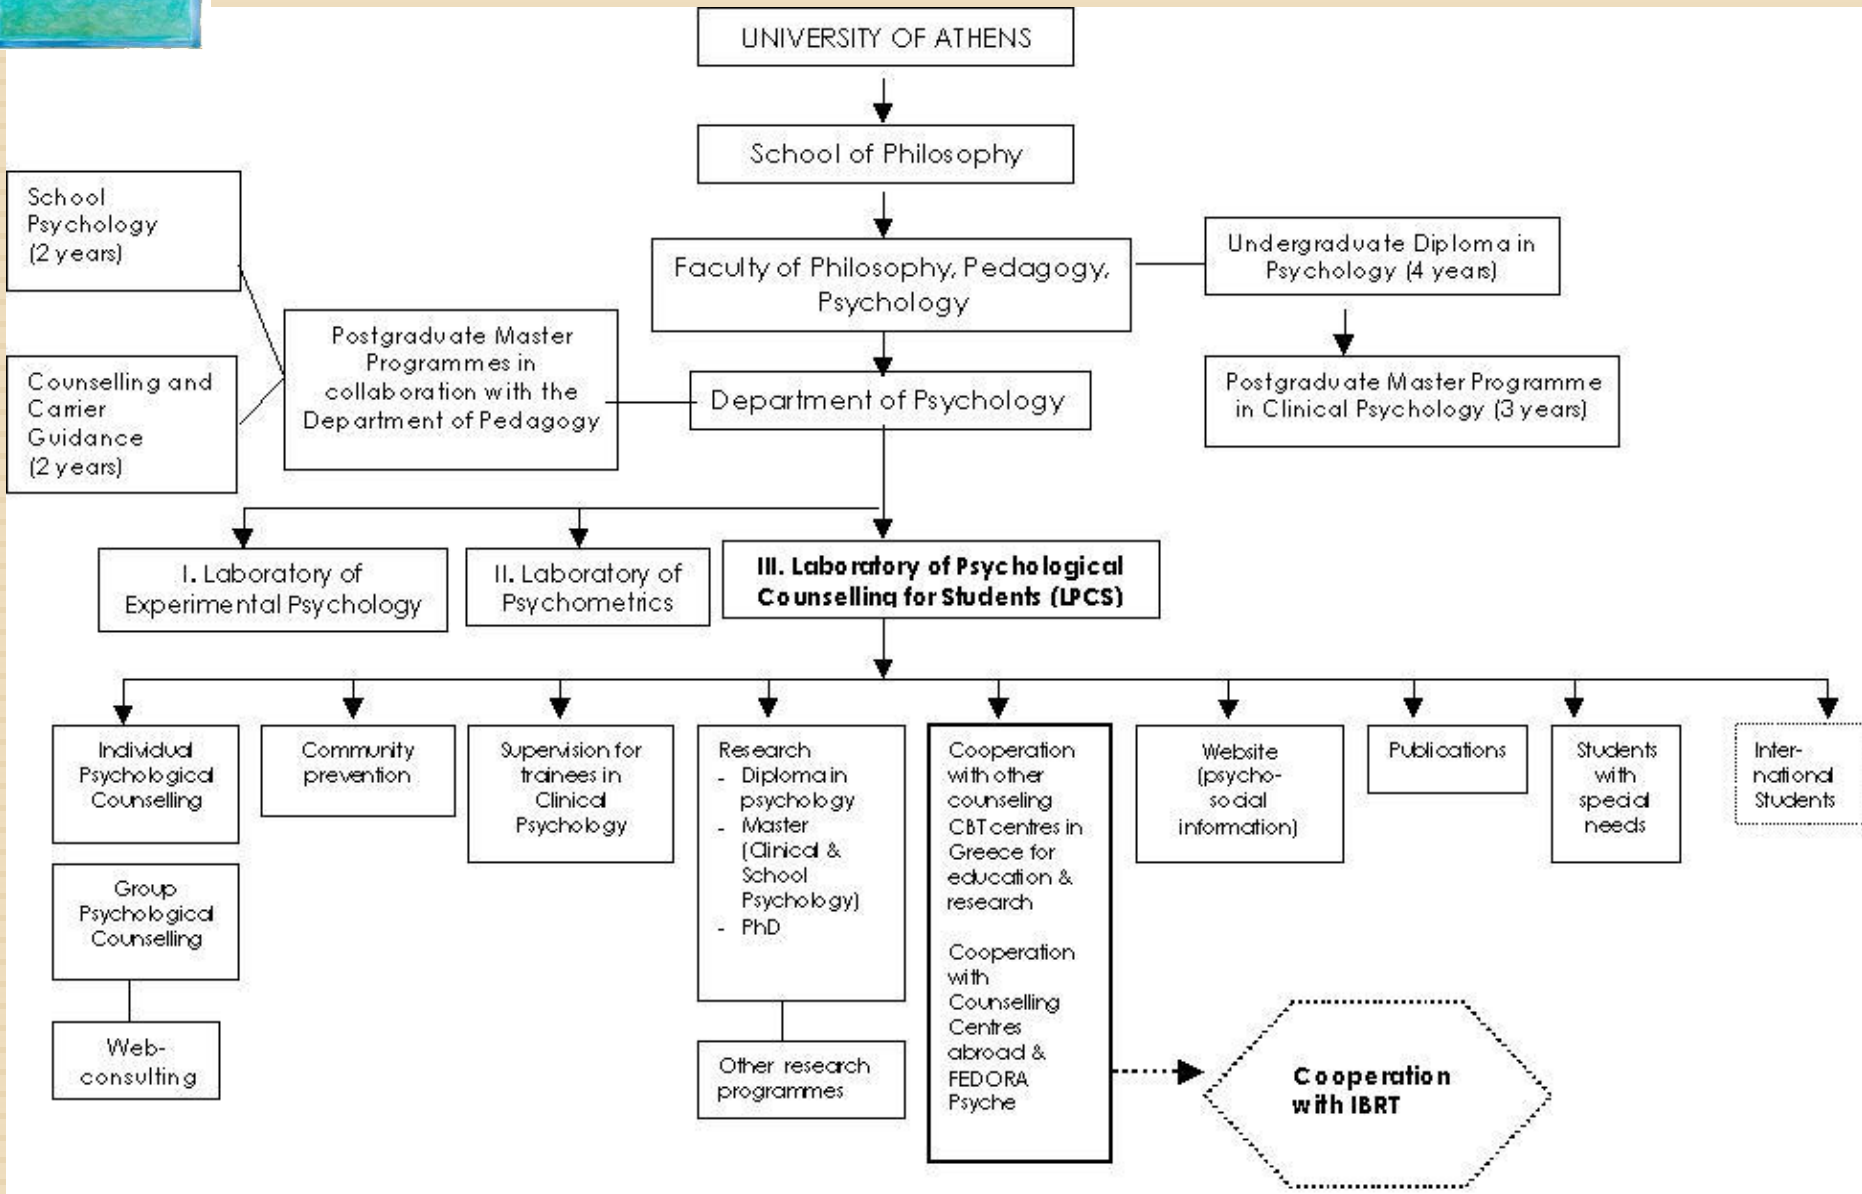 UNIVERSITY OF ATHENS
School of Philosophy
School
Psychology
(2 years)
Faculty of Philosophy, Pedagogy,
Psychology
Undergraduate Diploma in
Psychology (4 years)
Postgraduate Master
Programmes in
collaboration with the
Department of Pedagogy
Counselling and
Carrier
Guidance
(2 years)
Department of Psychology
Postgraduate Master Programme
in Clinical Psychology (3 years)
I. Laboratory of
Experimental Psychology
II. Laboratory of
Psychometrics
III. Laboratory of Psychological
Counselling for Students (LPCS)
Individual
Psychological
Counselling
Group
Psychological
Counselling
Web-
consulting
Community
prevention
Supervision for
trainees in
Clinical
Psychology
Research
- Diploma in
psychology
- Master
(Clinical &
School
Psychology)
- PhD
Other research
programmes
Cooperation
with other
counseling
CBT centres in
Greece for
education &
research
Cooperation
with
Counselling
Centres
abroad &
FEDORA
Psyche
Website
(psycho-
social
information)
Publications
Students
with
special
needs
Inter-
national
Students
Cooperation
with IBRT